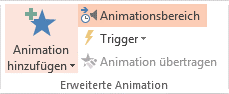 Animation
hinzufügen
Animationsbereich
Trigger
Animation übertragen
Erweiterte Animation